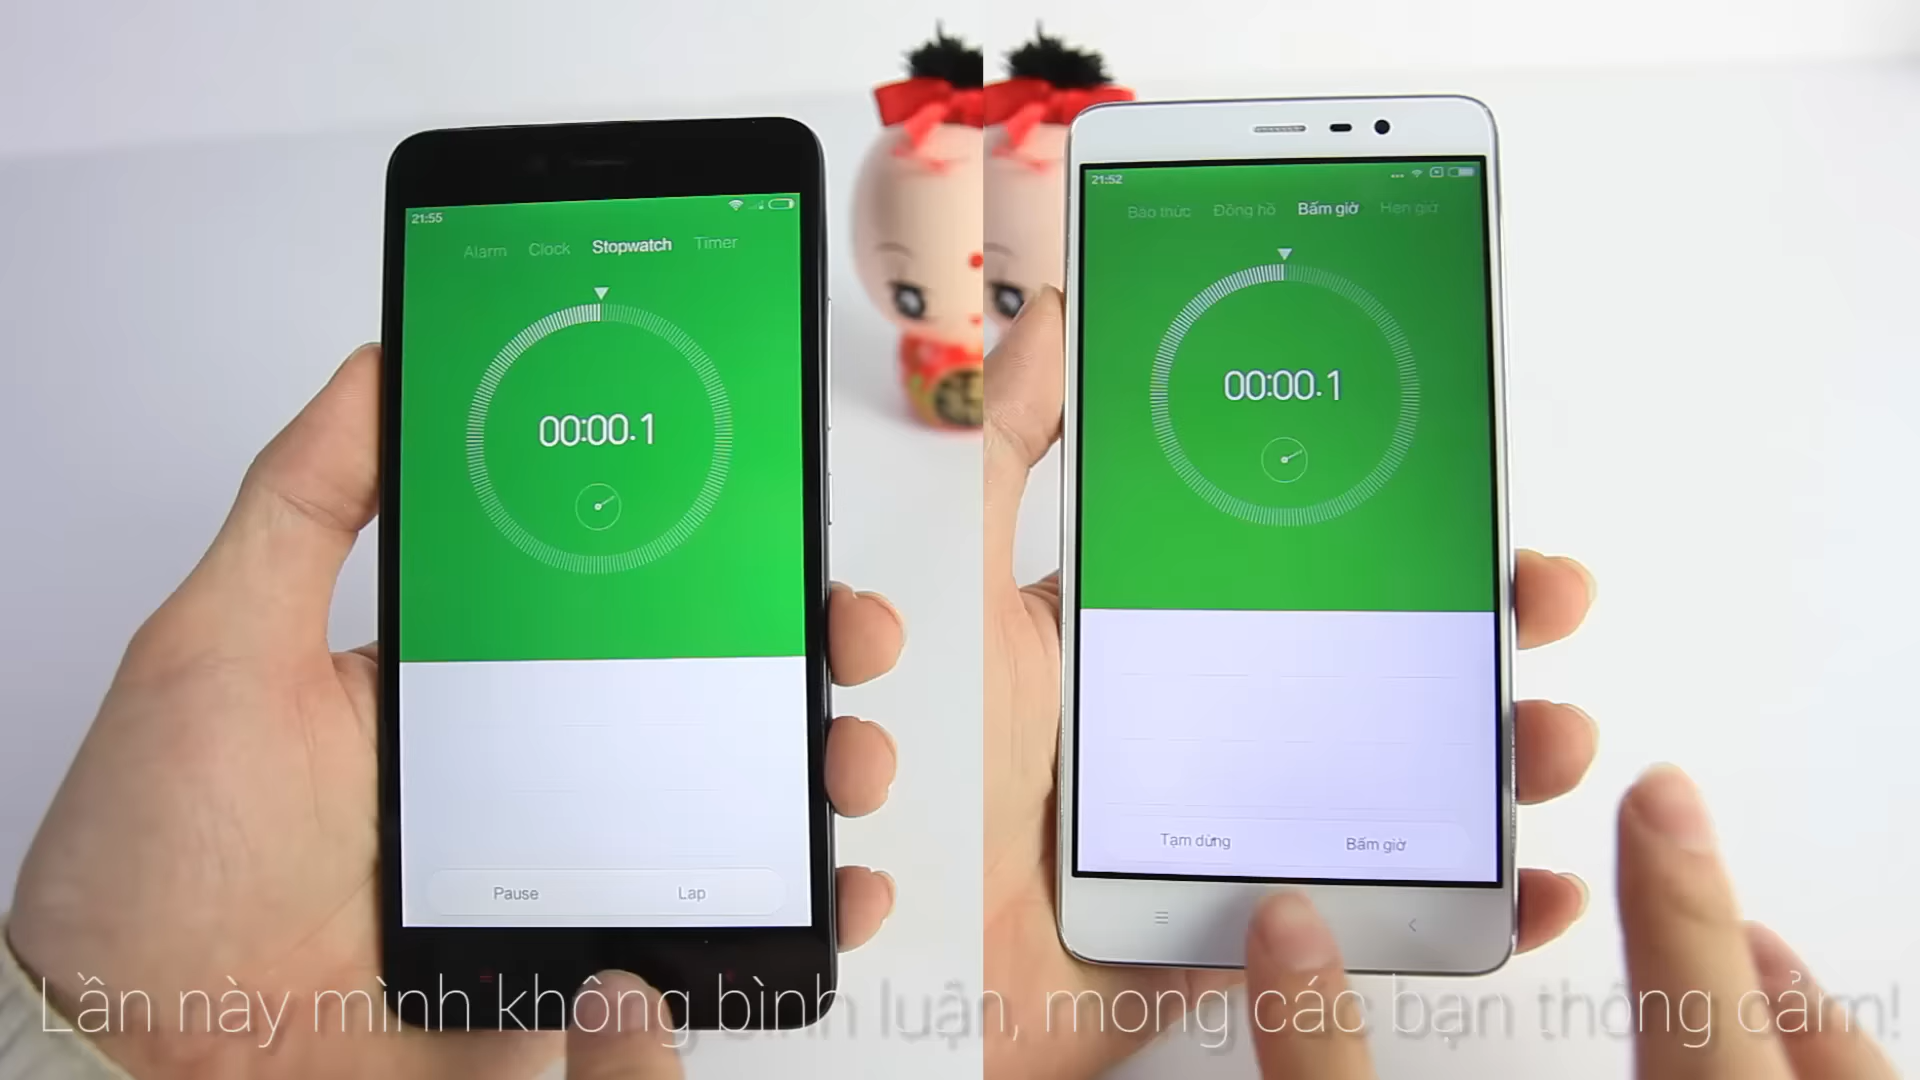 21:55
Alarm Clock Stopwatch Timer
00:00.1
Pause Lap
21:52
Báo thức Đồng hồ Bấm giờ Hẹn giờ
00:00.1
Tạm dừng Bấm giờ
Lần này mình không bình luận, mong các bạn thông cảm!